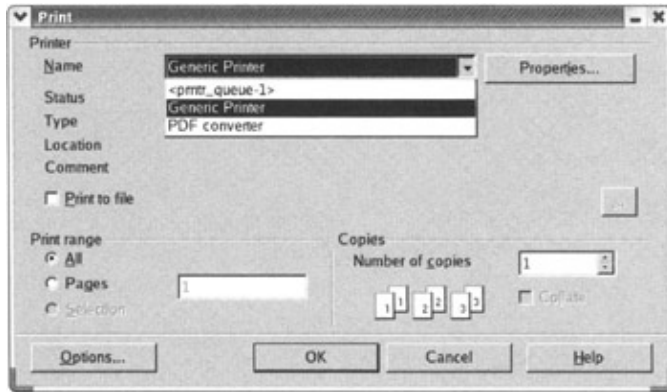 Print
Printer
Name
Generic Printer
Properties...
<prntr_queue-1>
Generic Printer
PDF converter
Status
Type
Location
Comment
Print to file
...
Print range
All
Pages
1
Selection
Copies
Number of copies
1
1 1 2 2 3 3
Collate
Options...
OK
Cancel
Help